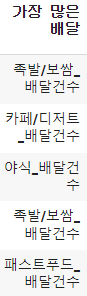 가장 많은
배달
족발/보쌈_
배달건수
카페/디저트
_배달건수
야식_배달건
수
족발/보쌈_
배달건수
패스트푸드_
배달건수